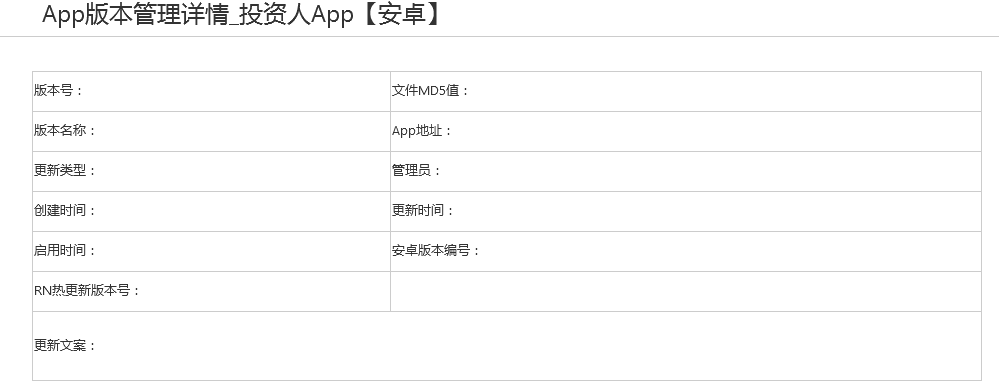 App版本管理详情_投资人App【安卓】
版本号：
文件MD5值：
版本名称：
App地址：
更新类型：
管理员：
创建时间：
更新时间：
启用时间：
安卓版本编号：
RN热更新版本号：
更新文案：